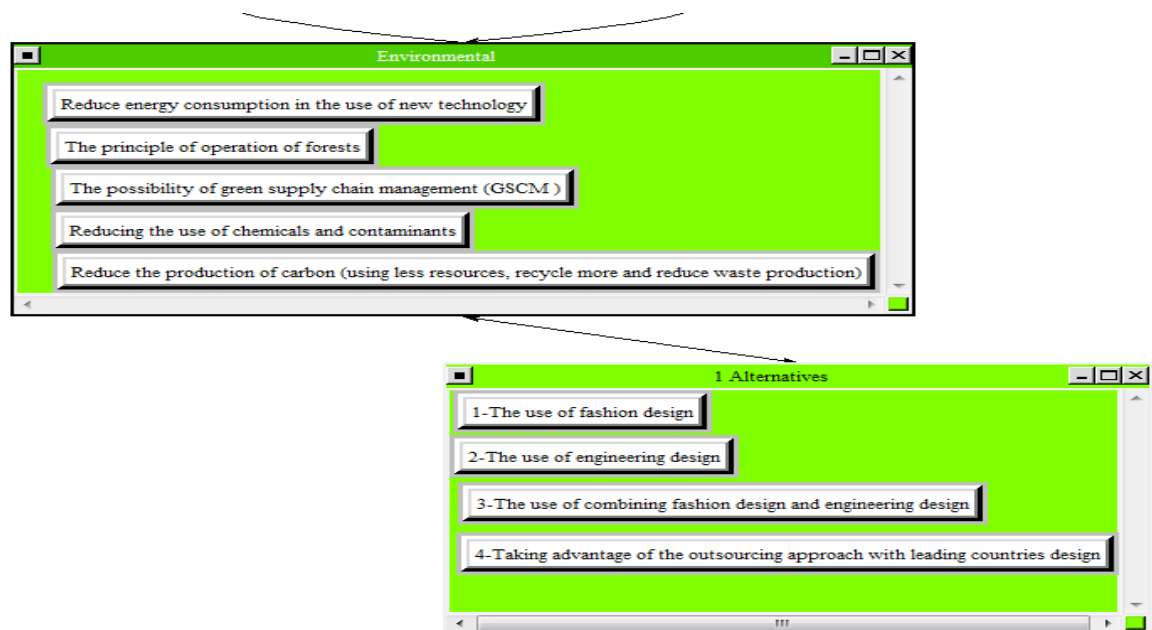 Environmental
Reduce energy consumption in the use of new technology
The principle of operation of forests
The possibility of green supply chain management (GSCM )
Reducing the use of chemicals and contaminants
Reduce the production of carbon (using less resources, recycle more and reduce waste production)
1 Alternatives
1-The use of fashion design
2-The use of engineering design
3-The use of combining fashion design and engineering design
4-Taking advantage of the outsourcing approach with leading countries design